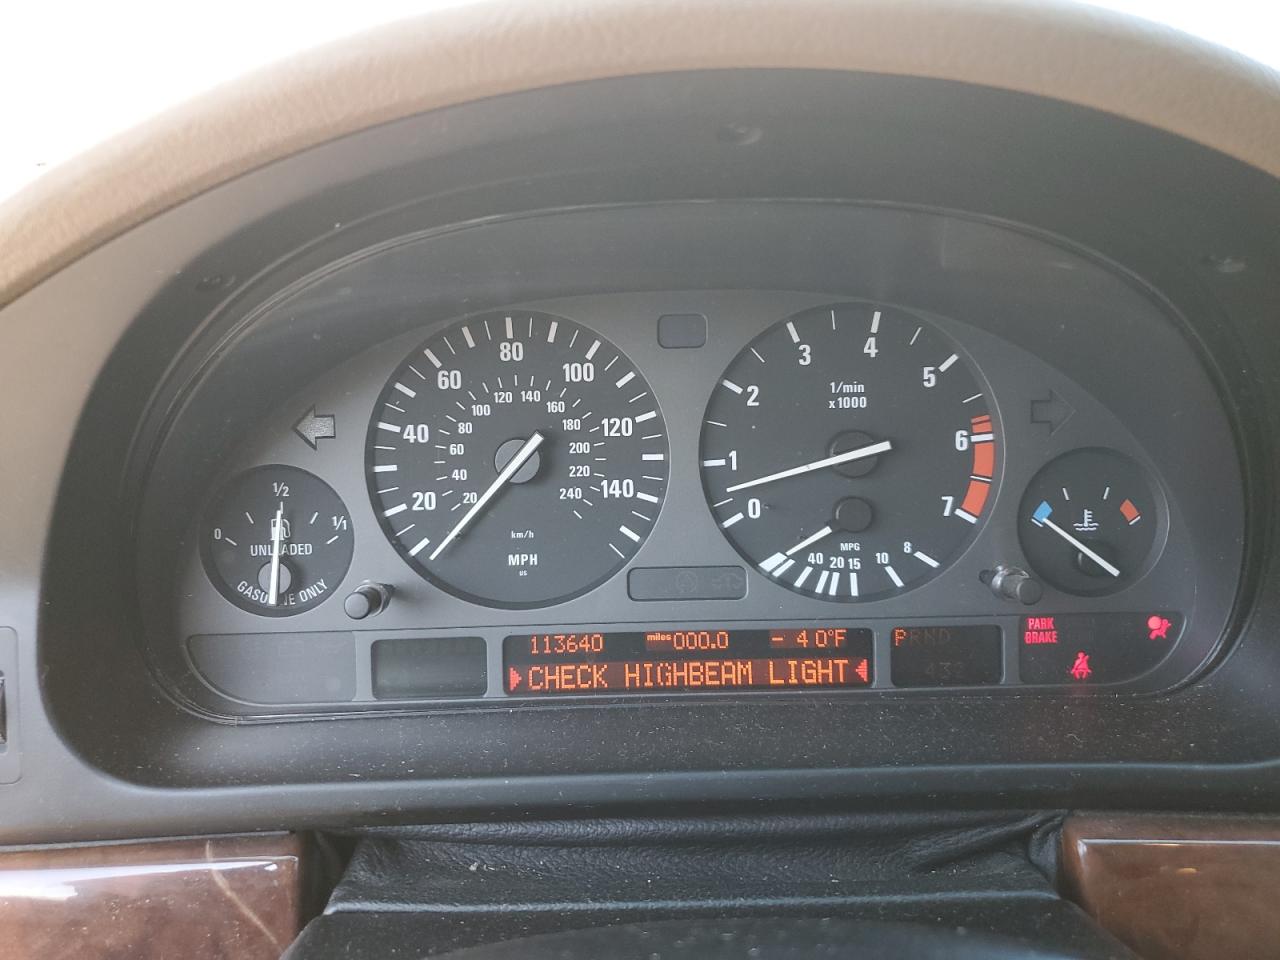 20 40 60 80 100 120 140
20 40 60 80 100 120 140 160 180 200 220 240
km/h
MPH
US
0 1 2 3 4 5 6 7
1/min
x1000
MPG
40 20 15 10 8
0 1/2 1/1
UNLEADED
GASOLINE ONLY
113640 miles 000.0 - 40°F
CHECK HIGHBEAM LIGHT
PRND
432
PARK
BRAKE